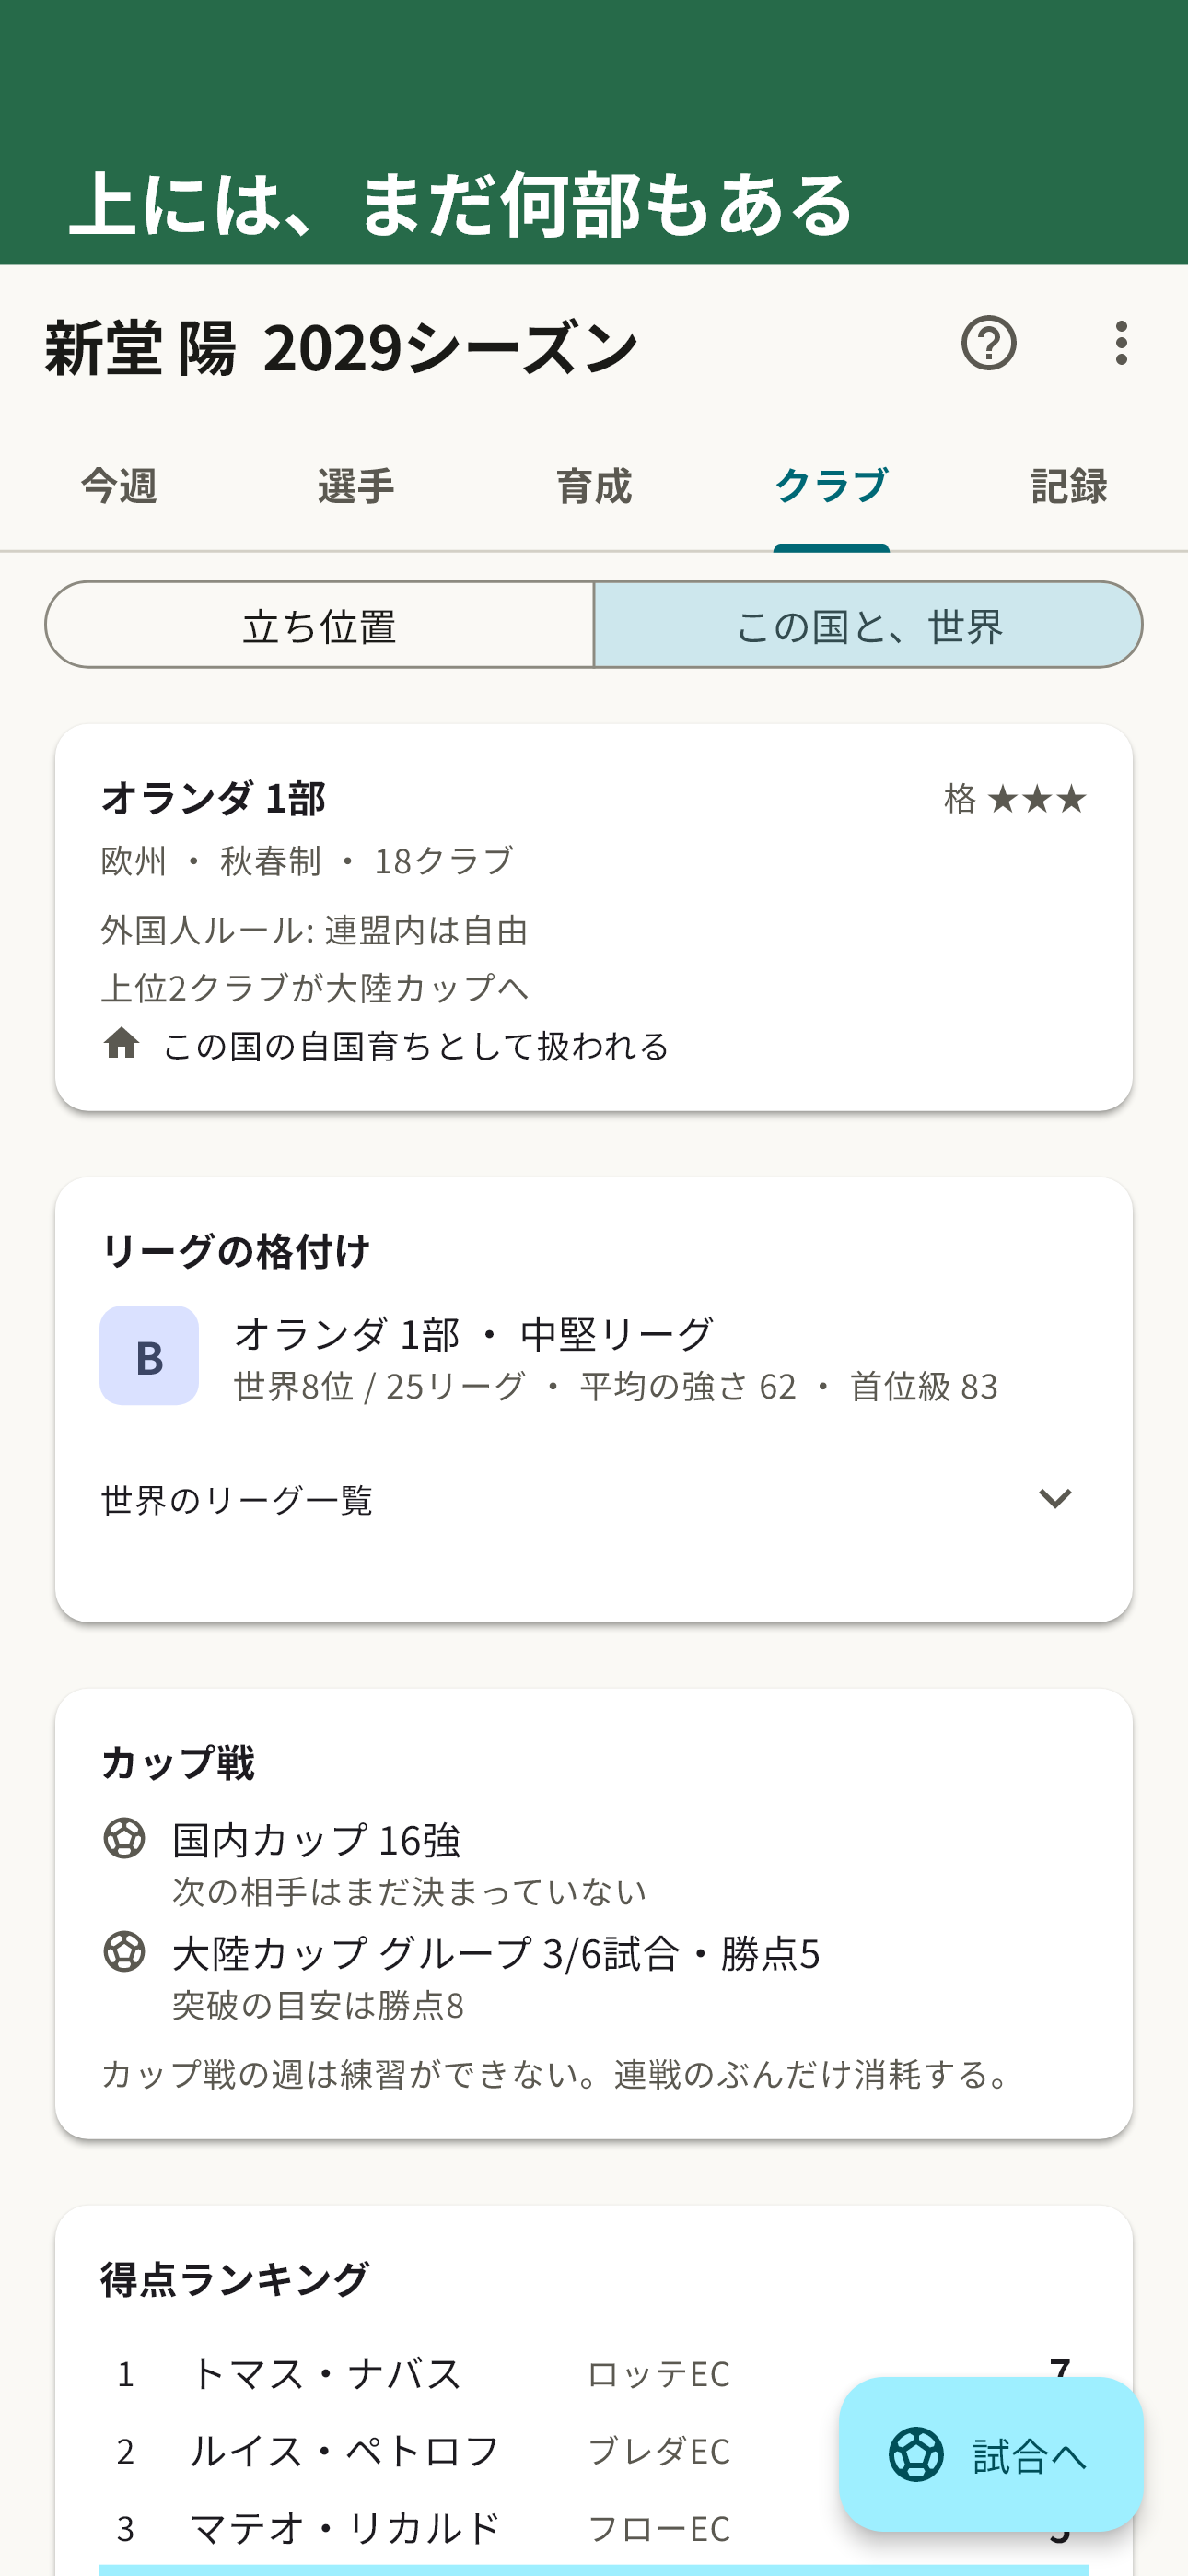 上には、まだ何部もある
新堂 陽 2029シーズン
今週
選手
育成
クラブ
記録
立ち位置
この国と、世界
オランダ 1部
格 ★★★
欧州 ・ 秋春制 ・ 18クラブ
外国人ルール: 連盟内は自由
上位2クラブが大陸カップへ
この国の自国育ちとして扱われる
リーグの格付け
B
オランダ 1部 ・ 中堅リーグ
世界8位 / 25リーグ ・ 平均の強さ 62 ・ 首位級 83
世界のリーグ一覧
カップ戦
国内カップ 16強
次の相手はまだ決まっていない
大陸カップ グループ 3/6試合・勝点5
突破の目安は勝点8
カップ戦の週は練習ができない。連戦のぶんだけ消耗する。
得点ランキング
1 トマス・ナバス ロッテEC 7
2 ルイス・ペトロフ ブレダEC
3 マテオ・リカルド フローEC
試合へ